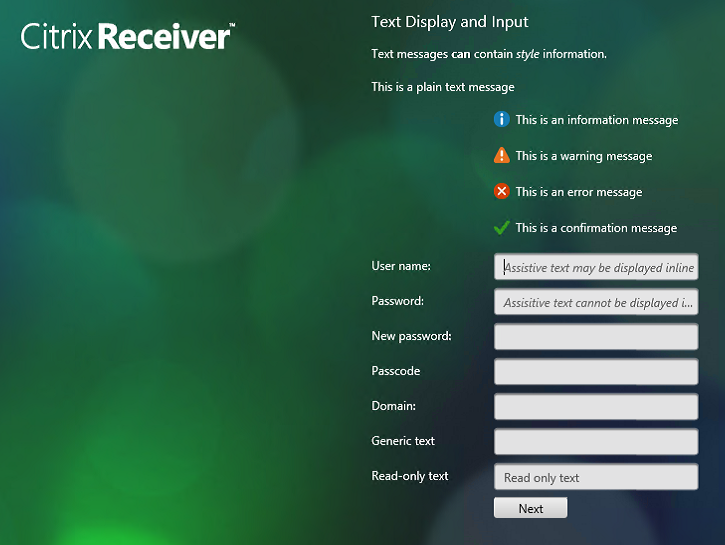 Citrix Receiver™
Text Display and Input
Text messages can contain style information.
This is a plain text message
This is an information message
This is a warning message
This is an error message
This is a confirmation message
User name: Assistive text may be displayed inline
Password: Assisitive text cannot be displayed i...
New password:
Passcode
Domain:
Generic text
Read-only text Read only text
Next